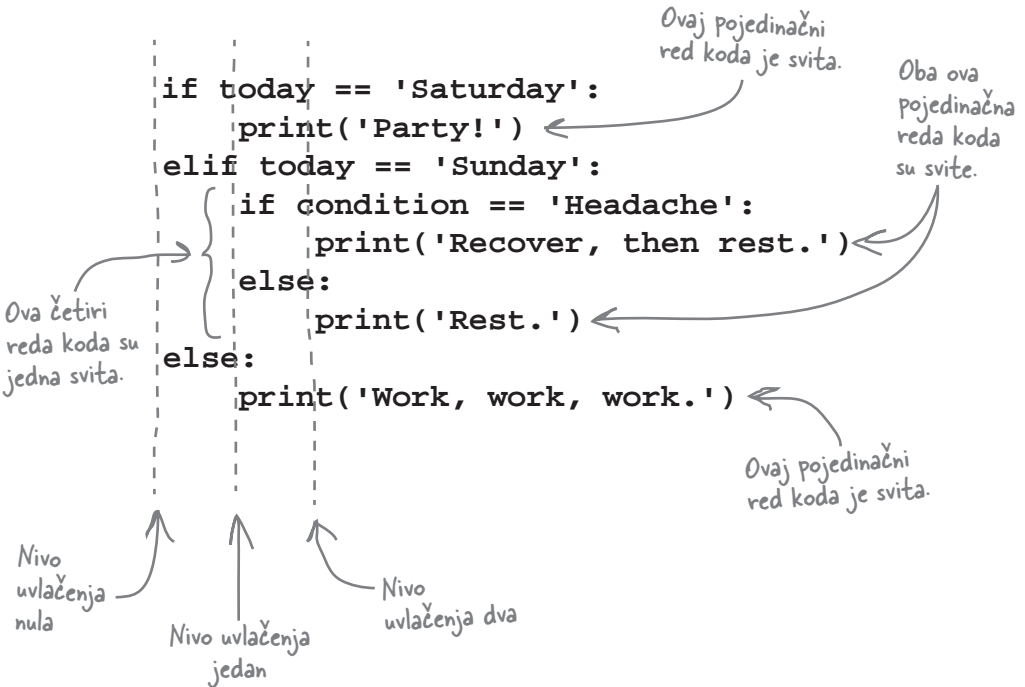 Ovaj pojedinačni
red koda je svita.
Oba ova
pojedinačna
reda koda
su svite.
if today == 'Saturday':
print('Party!')
elif today == 'Sunday':
if condition == 'Headache':
print('Recover, then rest.')
else:
print('Rest.')
else:
print('Work, work, work.')
Ova četiri
reda koda su
jedna svita.
Ovaj pojedinačni
red koda je svita.
Nivo
uvlačenja
nula
Nivo uvlačenja
jedan
Nivo
uvlačenja dva